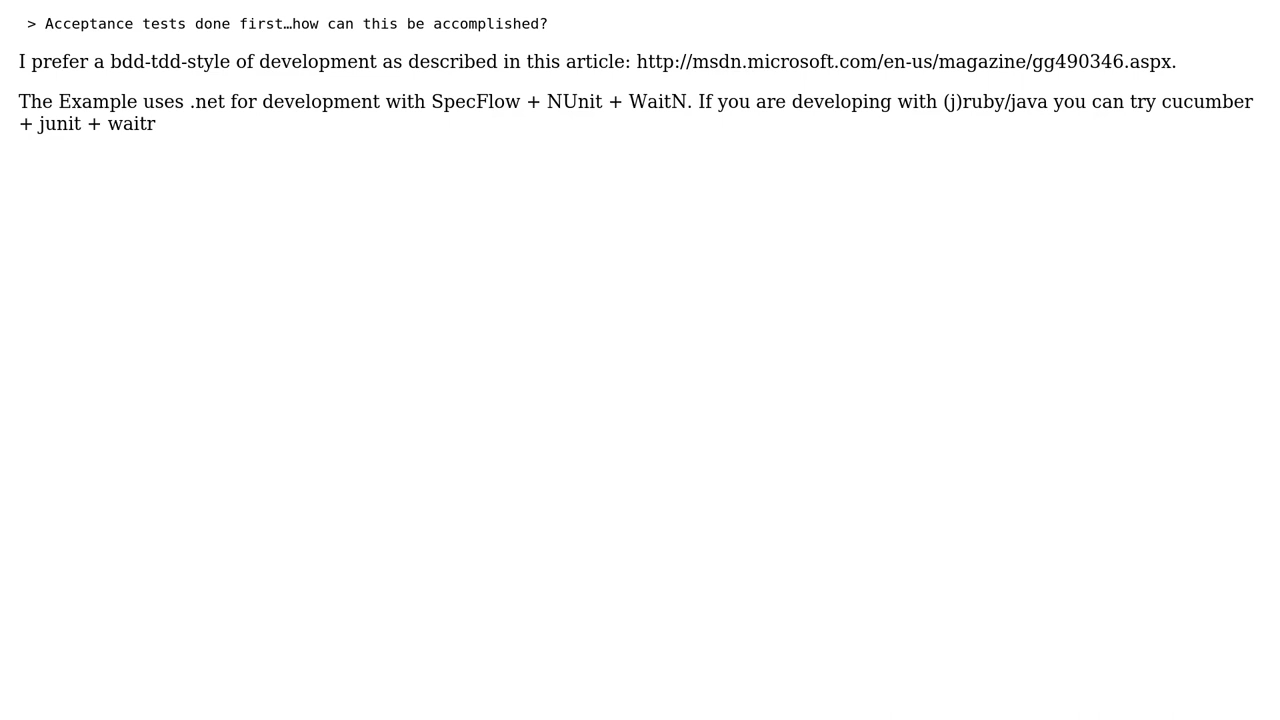 > Acceptance tests done first…how can this be accomplished?
I prefer a bdd-tdd-style of development as described in this article: http://msdn.microsoft.com/en-us/magazine/gg490346.aspx.
The Example uses .net for development with SpecFlow + NUnit + WaitN. If you are developing with (j)ruby/java you can try cucumber
+ junit + waitr